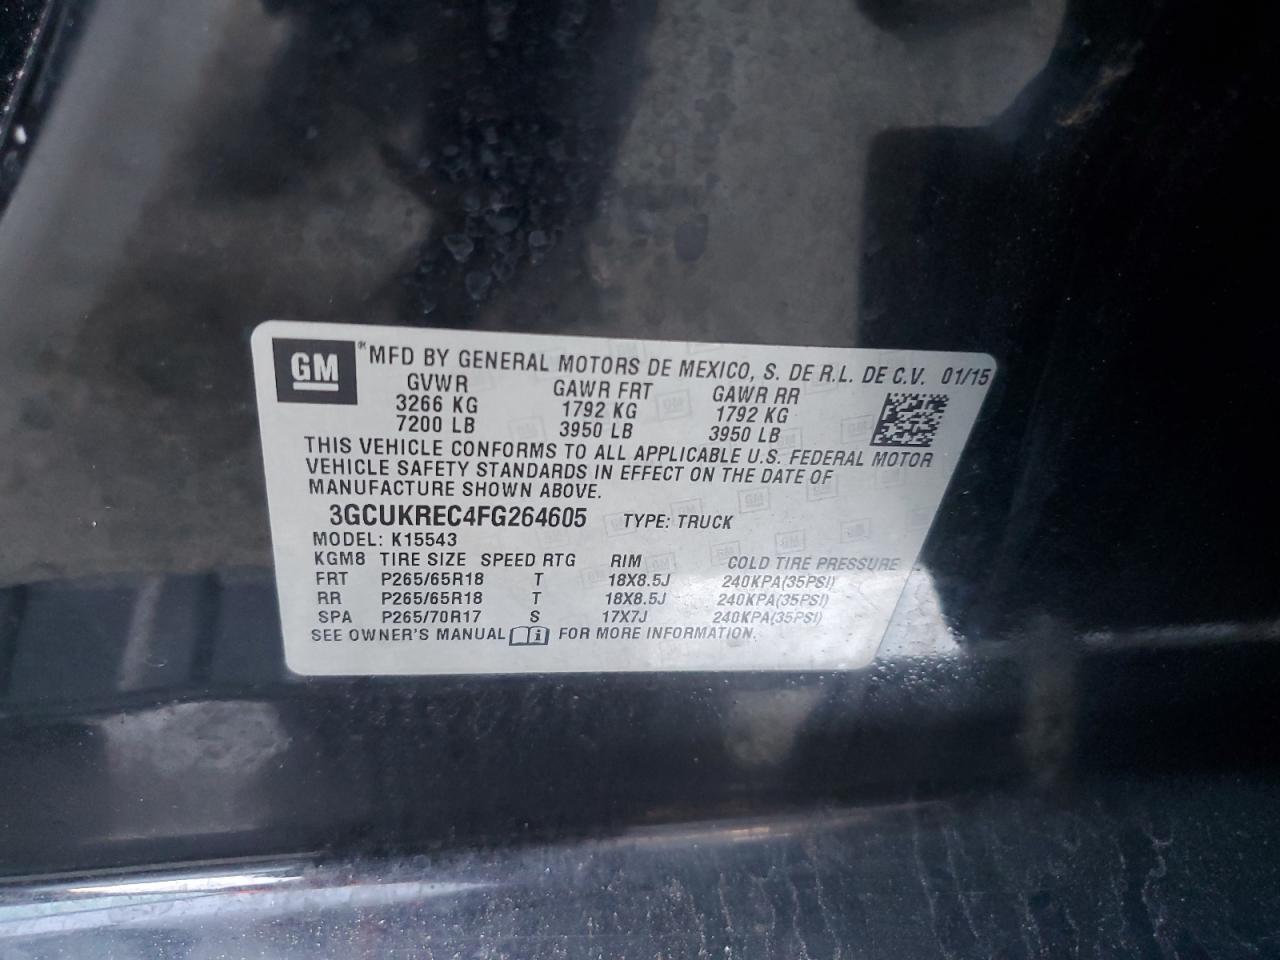 GM *MFD BY GENERAL MOTORS DE MEXICO, S. DE R.L. DE C.V. 01/15
GVWR GAWR FRT GAWR RR
3266 KG 1792 KG 1792 KG
7200 LB 3950 LB 3950 LB
THIS VEHICLE CONFORMS TO ALL APPLICABLE U.S. FEDERAL MOTOR
VEHICLE SAFETY STANDARDS IN EFFECT ON THE DATE OF
MANUFACTURE SHOWN ABOVE.
3GCUKREC4FG264605 TYPE: TRUCK
MODEL: K15543
KGM8 TIRE SIZE SPEED RTG RIM COLD TIRE PRESSURE
FRT P265/65R18 T 18X8.5J 240KPA(35PSI)
RR P265/65R18 T 18X8.5J 240KPA(35PSI)
SPA P265/70R17 S 17X7J 240KPA(35PSI)
SEE OWNER'S MANUAL i FOR MORE INFORMATION.